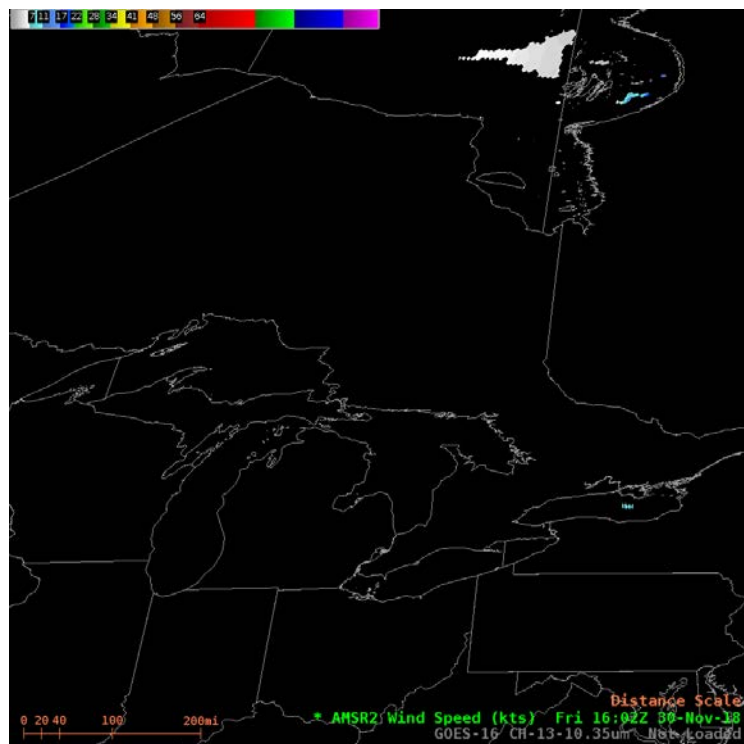 7 11 17 22 28 34 41 48 56 64
Distance Scale
0 20 40 100 200mi
* AMSR2 Wind Speed (kts) Fri 16:02Z 30-Nov-18
GOES-16 CH-13-10.35um Not Loaded